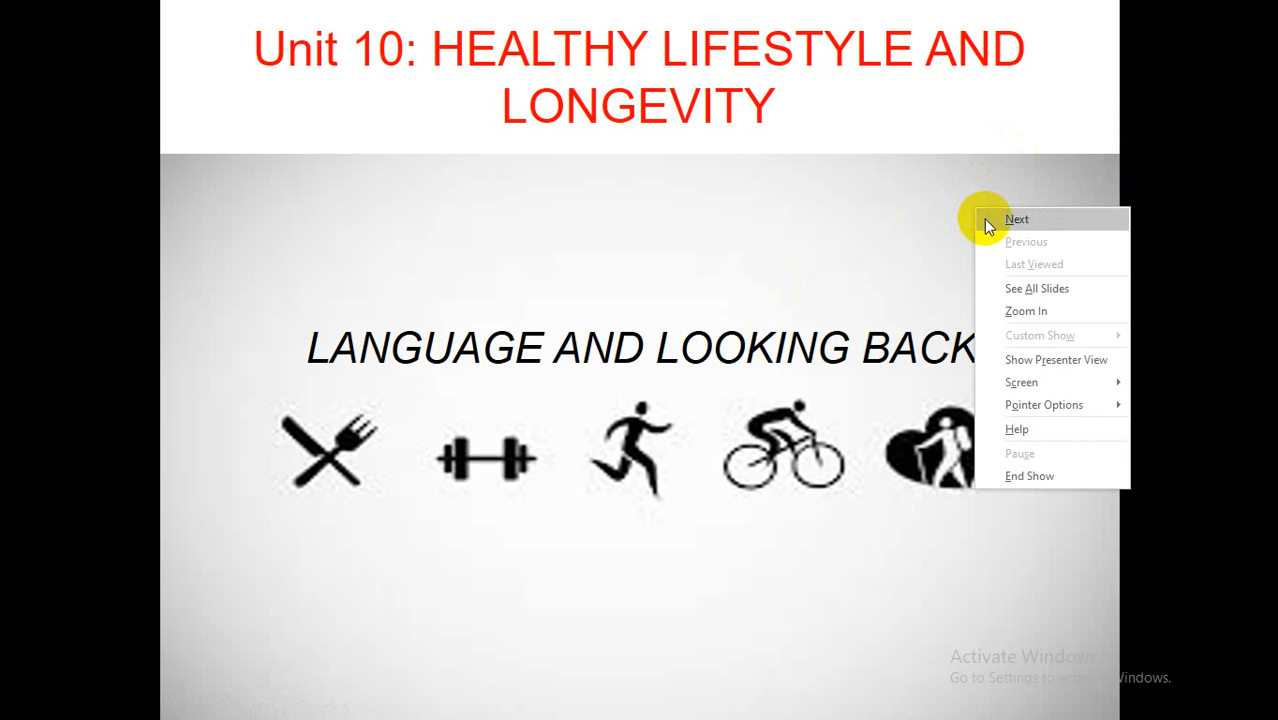 Unit 10: HEALTHY LIFESTYLE AND
LONGEVITY
LANGUAGE AND LOOKING BACK
Next
Previous
Last Viewed
See All Slides
Zoom In
Custom Show
Show Presenter View
Screen
Pointer Options
Help
Pause
End Show
Activate Windows
Go to Settings to activate Windows.